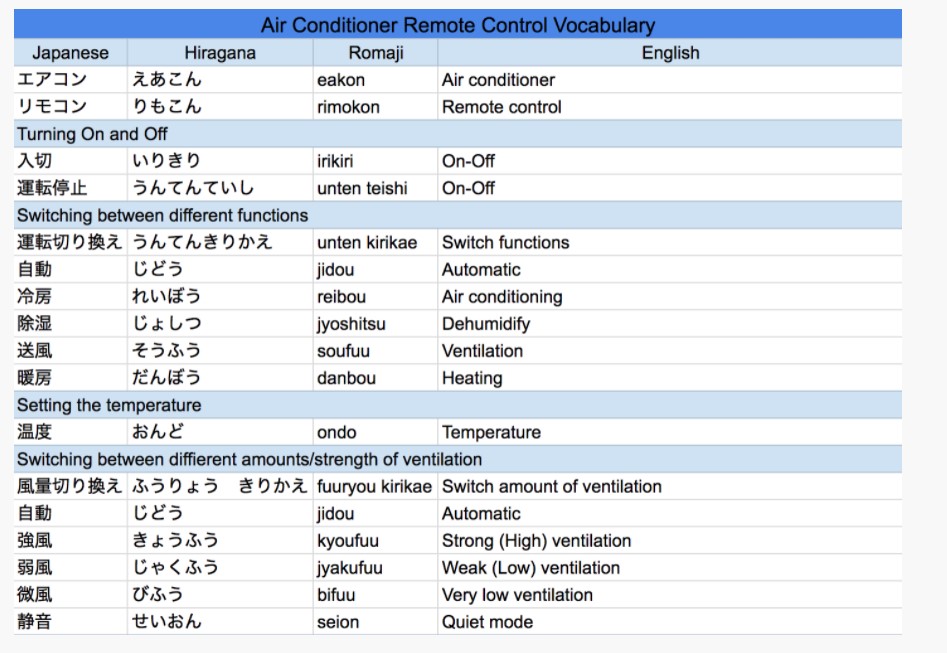 Air Conditioner Remote Control Vocabulary
Japanese Hiragana Romaji English
エアコン えあこん eakon Air conditioner
リモコン りもこん rimokon Remote control
Turning On and Off
入切 いりきり irikiri On-Off
運転停止 うんてんていし unten teishi On-Off
Switching between different functions
運転切り換え うんてんきりかえ unten kirikae Switch functions
自動 じどう jidou Automatic
冷房 れいぼう reibou Air conditioning
除湿 じょしつ jyoshitsu Dehumidify
送風 そうふう soufuu Ventilation
暖房 だんぼう danbou Heating
Setting the temperature
温度 おんど ondo Temperature
Switching between diffierent amounts/strength of ventilation
風量切り換え ふうりょう　きりかえ fuuryou kirikae Switch amount of ventilation
自動 じどう jidou Automatic
強風 きょうふう kyoufuu Strong (High) ventilation
弱風 じゃくふう jyakufuu Weak (Low) ventilation
微風 びふう bifuu Very low ventilation
静音 せいおん seion Quiet mode